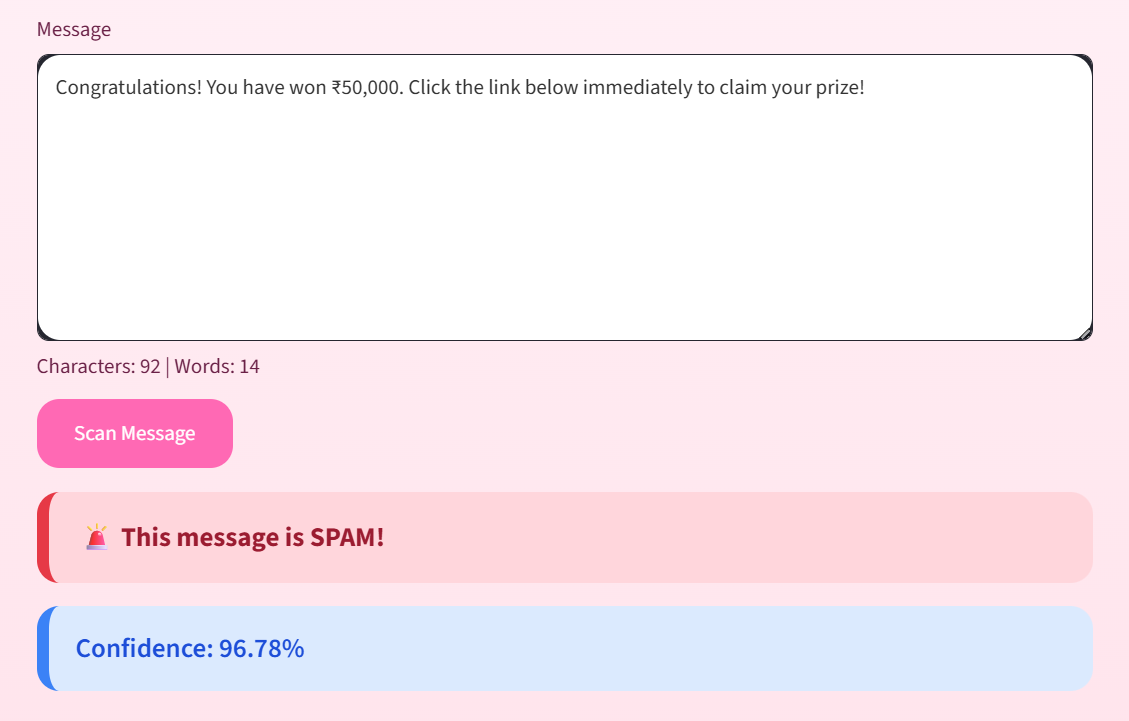 Message
Congratulations! You have won ₹50,000. Click the link below immediately to claim your prize!
Characters: 92 | Words: 14
Scan Message
🚨 This message is SPAM!
Confidence: 96.78%